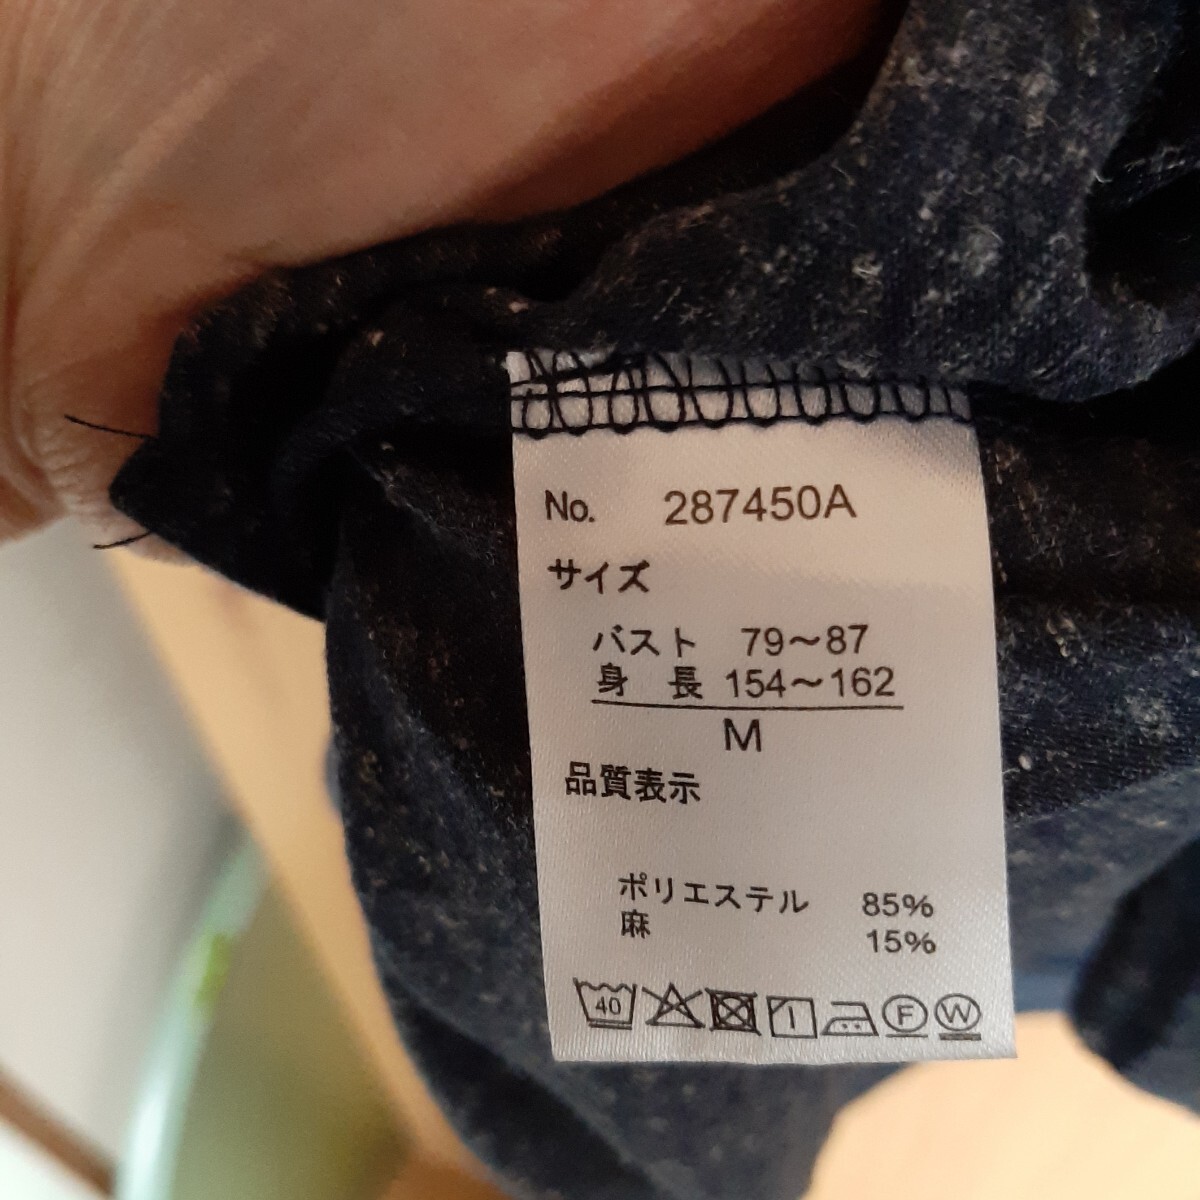 No. 287450A
サイズ
バスト 79〜87
身長 154〜162
M
品質表示
ポリエステル 85%
麻 15%
40 F W